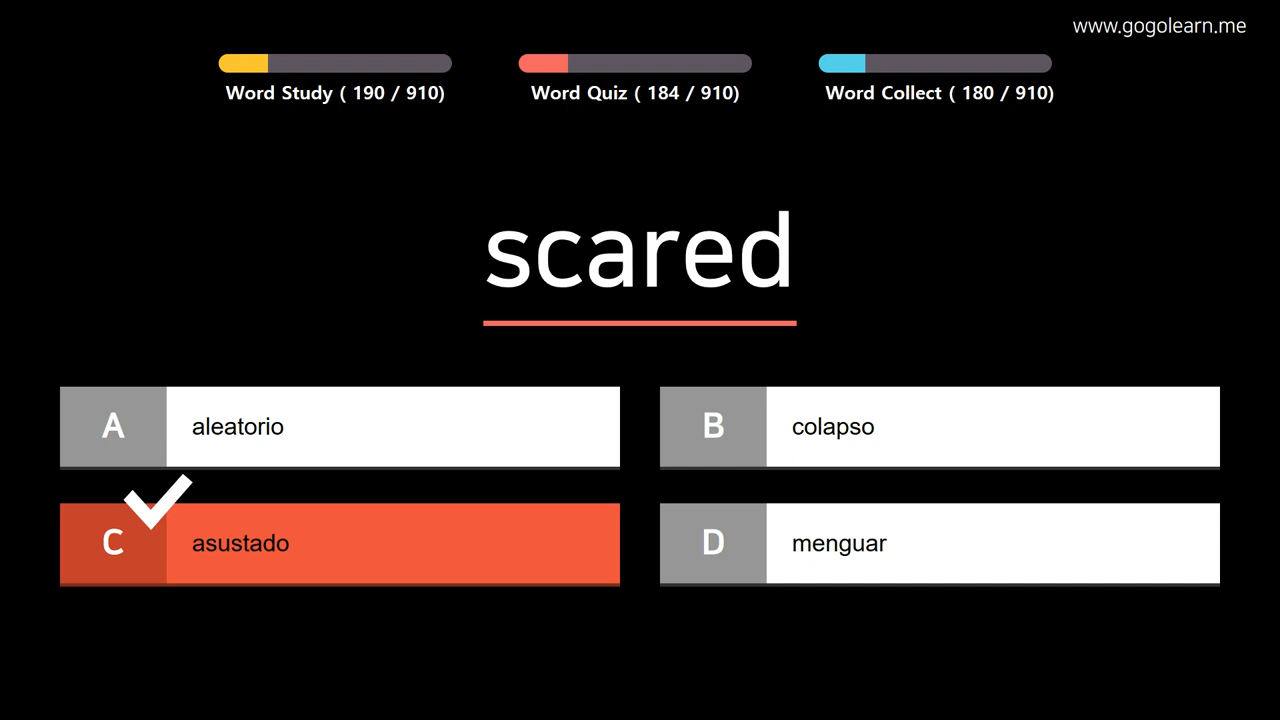 www.gogolearn.me
Word Study ( 190 / 910)
Word Quiz ( 184 / 910)
Word Collect ( 180 / 910)
scared
A aleatorio
B colapso
C asustado
D menguar